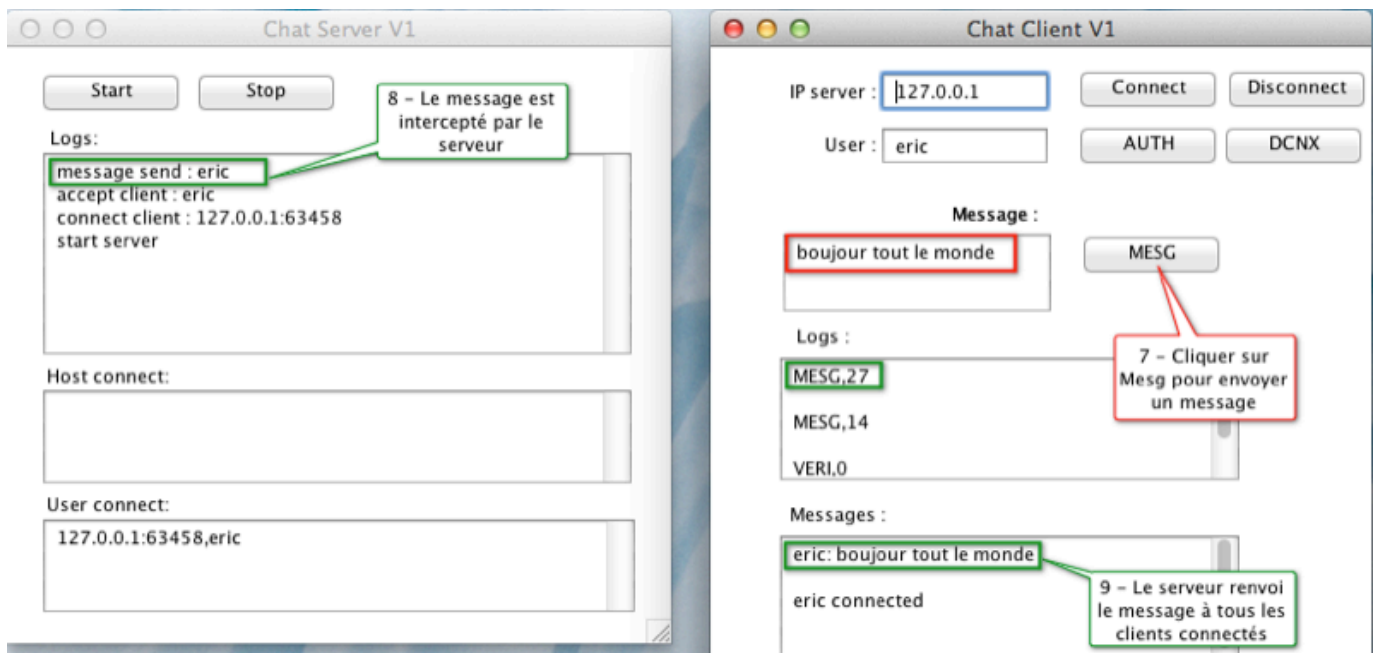 Chat Server V1
Start
Stop
8 – Le message est
intercepté par le
serveur
Logs:
message send : eric
accept client : eric
connect client : 127.0.0.1:63458
start server
Host connect:
User connect:
127.0.0.1:63458,eric
Chat Client V1
IP server :
127.0.0.1
Connect
Disconnect
User :
eric
AUTH
DCNX
Message :
boujour tout le monde
MESG
7 – Cliquer sur
Mesg pour envoyer
un message
Logs :
MESG,27
MESG,14
VERI,0
Messages :
eric: boujour tout le monde
eric connected
9 – Le serveur renvoi
le message à tous les
clients connectés